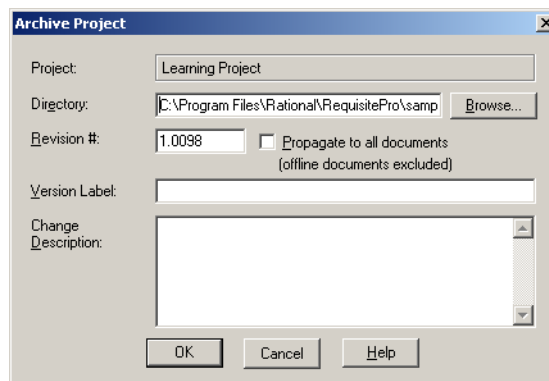 Archive Project
Project: Learning Project
Directory: C:\Program Files\Rational\RequisitePro\samp Browse...
Revision #: 1.0098 Propagate to all documents
(offline documents excluded)
Version Label:
Change
Description:
OK Cancel Help